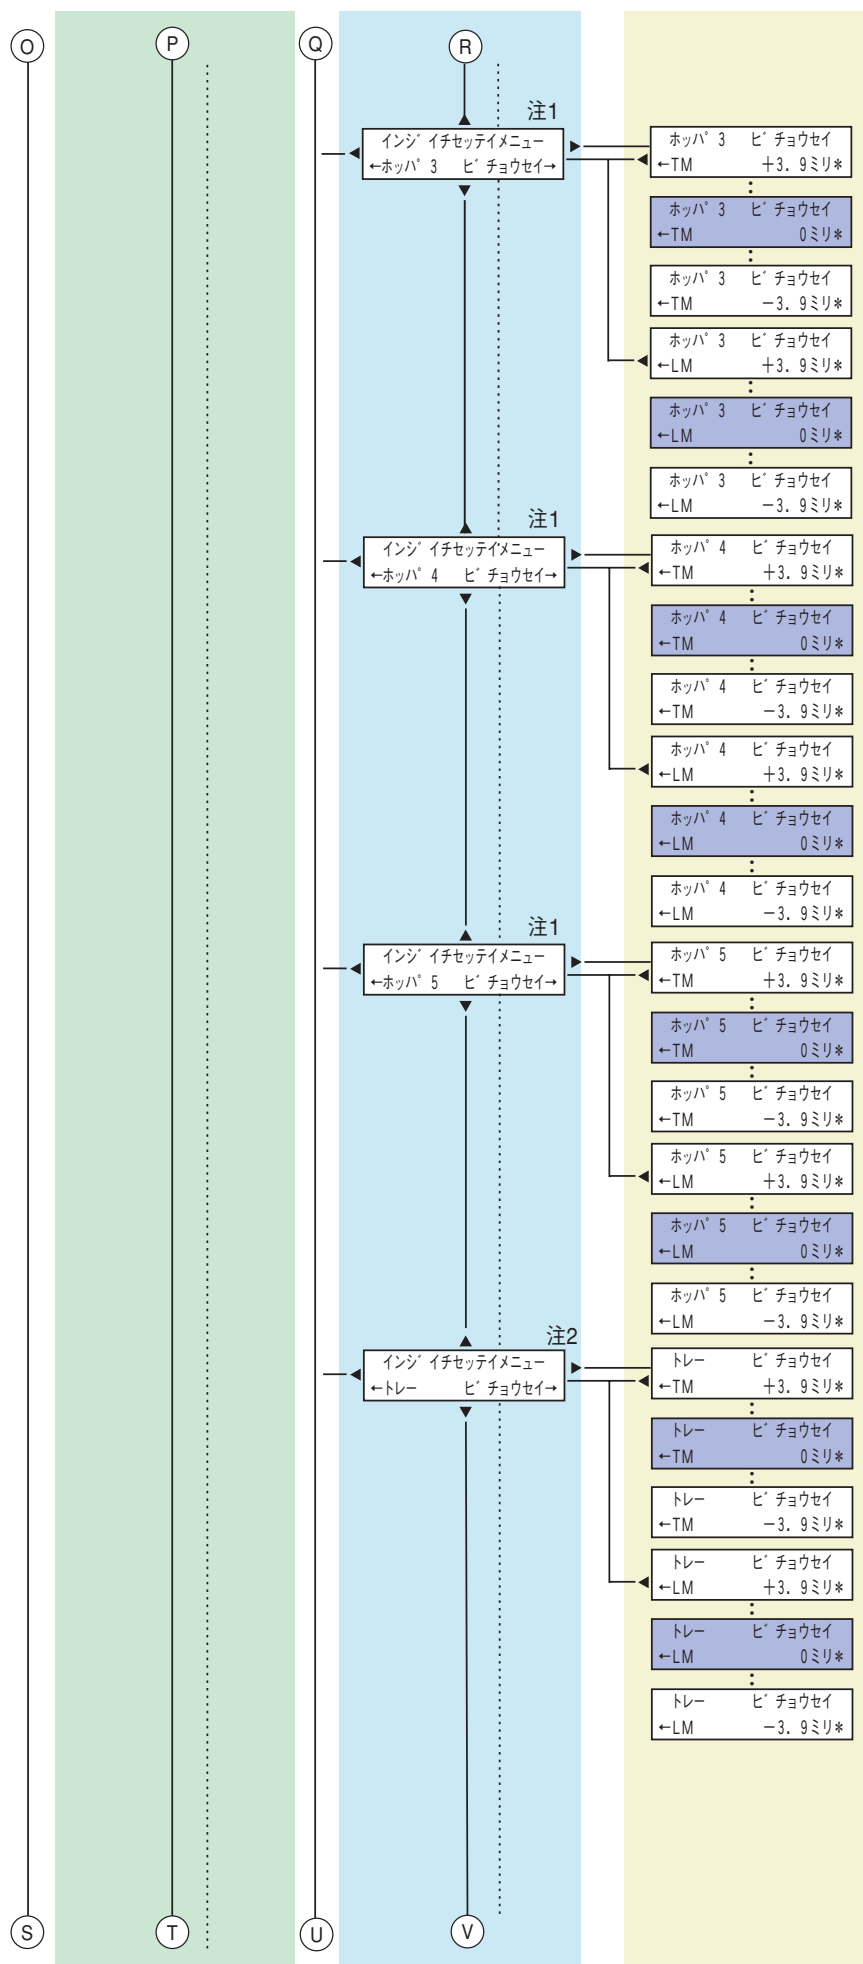 O
P
Q
R
注1
インジイチセッテイメニュー
←ホッパ3 ビチョウセイ→
ホッパ3 ビチョウセイ
←TM +3.9ミリ*
ホッパ3 ビチョウセイ
←TM 0ミリ*
ホッパ3 ビチョウセイ
←TM −3.9ミリ*
ホッパ3 ビチョウセイ
←LM +3.9ミリ*
ホッパ3 ビチョウセイ
←LM 0ミリ*
ホッパ3 ビチョウセイ
←LM −3.9ミリ*
注1
インジイチセッテイメニュー
←ホッパ4 ビチョウセイ→
ホッパ4 ビチョウセイ
←TM +3.9ミリ*
ホッパ4 ビチョウセイ
←TM 0ミリ*
ホッパ4 ビチョウセイ
←TM −3.9ミリ*
ホッパ4 ビチョウセイ
←LM +3.9ミリ*
ホッパ4 ビチョウセイ
←LM 0ミリ*
ホッパ4 ビチョウセイ
←LM −3.9ミリ*
注1
インジイチセッテイメニュー
←ホッパ5 ビチョウセイ→
ホッパ5 ビチョウセイ
←TM +3.9ミリ*
ホッパ5 ビチョウセイ
←TM 0ミリ*
ホッパ5 ビチョウセイ
←TM −3.9ミリ*
ホッパ5 ビチョウセイ
←LM +3.9ミリ*
ホッパ5 ビチョウセイ
←LM 0ミリ*
ホッパ5 ビチョウセイ
←LM −3.9ミリ*
注2
インジイチセッテイメニュー
←トレー ビチョウセイ→
トレー ビチョウセイ
←TM +3.9ミリ*
トレー ビチョウセイ
←TM 0ミリ*
トレー ビチョウセイ
←TM −3.9ミリ*
トレー ビチョウセイ
←LM +3.9ミリ*
トレー ビチョウセイ
←LM 0ミリ*
トレー ビチョウセイ
←LM −3.9ミリ*
S
T
U
V